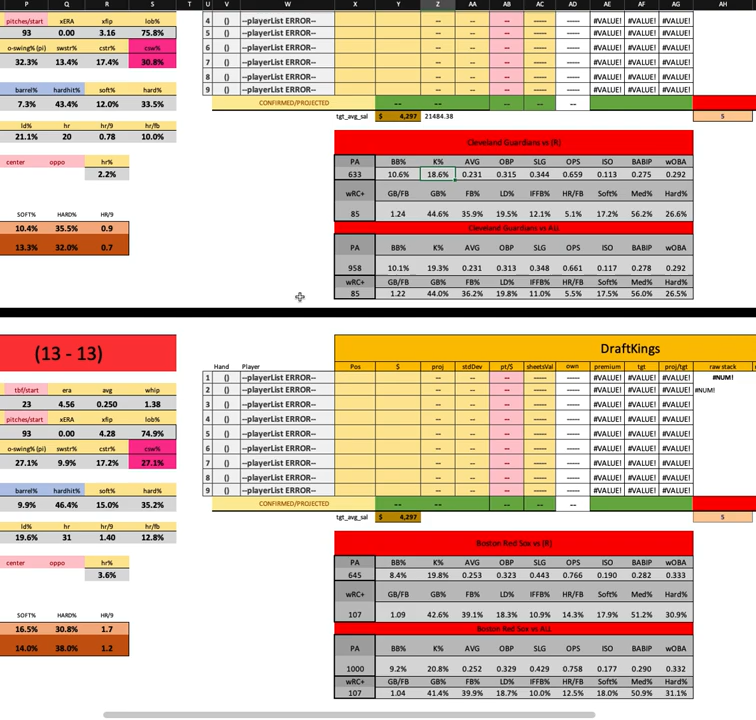 P Q R S T U V W X Y Z AA AB AC AD AE AF AG AH
pitches/start xERA xfip lob%
93 0.00 3.16 75.8%
o-swing% (pi) swstr% cstr% csw%
32.3% 13.4% 17.4% 30.8%
barrel% hardhit% soft% hard%
7.3% 43.4% 12.0% 33.5%
ld% hr hr/9 hr/fb
21.1% 20 0.78 10.0%
center oppo hr%
2.2%
SOFT% HARD% HR/9
10.4% 35.5% 0.9
13.3% 32.0% 0.7
4 () --playerList ERROR-- -- -- -- ----- ----- #VALUE! #VALUE! #VALUE!
5 () --playerList ERROR-- -- -- -- ----- ----- #VALUE! #VALUE! #VALUE!
6 () --playerList ERROR-- -- -- -- ----- ----- #VALUE! #VALUE! #VALUE!
7 () --playerList ERROR-- -- -- -- ----- ----- #VALUE! #VALUE! #VALUE!
8 () --playerList ERROR-- -- -- -- ----- ----- #VALUE! #VALUE! #VALUE!
9 () --playerList ERROR-- -- -- -- ----- ----- #VALUE! #VALUE! #VALUE!
CONFIRMED/PROJECTED -- -- -- -- --
tgt_avg_sal $ 4,297 21484.38 5
Cleveland Guardians vs (R)
PA BB% K% AVG OBP SLG OPS ISO BABIP wOBA
633 10.6% 18.6% 0.231 0.315 0.344 0.659 0.113 0.275 0.292
wRC+ GB/FB GB% FB% LD% IFFB% HR/FB Soft% Med% Hard%
85 1.24 44.6% 35.9% 19.5% 12.1% 5.1% 17.2% 56.2% 26.6%
Cleveland Guardians vs ALL
PA BB% K% AVG OBP SLG OPS ISO BABIP wOBA
958 10.1% 19.3% 0.231 0.313 0.348 0.661 0.117 0.278 0.292
wRC+ GB/FB GB% FB% LD% IFFB% HR/FB Soft% Med% Hard%
85 1.22 44.0% 36.2% 19.8% 11.0% 5.5% 17.5% 56.0% 26.5%
(13 - 13)
tbf/start era avg whip
23 4.56 0.250 1.38
pitches/start xERA xfip lob%
93 0.00 4.28 74.9%
o-swing% (pi) swstr% cstr% csw%
27.1% 9.9% 17.2% 27.1%
barrel% hardhit% soft% hard%
9.9% 46.4% 15.0% 35.2%
ld% hr hr/9 hr/fb
19.6% 31 1.40 12.8%
center oppo hr%
3.6%
SOFT% HARD% HR/9
16.5% 30.8% 1.7
14.0% 38.0% 1.2
DraftKings
Hand Player Pos $ proj stdDev pt/$ sheetsVal own premium tgt proj/tgt raw stack
1 () --playerList ERROR-- -- -- -- ----- ----- #VALUE! #VALUE! #VALUE! #NUM!
2 () --playerList ERROR-- -- -- -- ----- ----- #VALUE! #VALUE! #VALUE! #NUM!
3 () --playerList ERROR-- -- -- -- ----- ----- #VALUE! #VALUE! #VALUE!
4 () --playerList ERROR-- -- -- -- ----- ----- #VALUE! #VALUE! #VALUE!
5 () --playerList ERROR-- -- -- -- ----- ----- #VALUE! #VALUE! #VALUE!
6 () --playerList ERROR-- -- -- -- ----- ----- #VALUE! #VALUE! #VALUE!
7 () --playerList ERROR-- -- -- -- ----- ----- #VALUE! #VALUE! #VALUE!
8 () --playerList ERROR-- -- -- -- ----- ----- #VALUE! #VALUE! #VALUE!
9 () --playerList ERROR-- -- -- -- ----- ----- #VALUE! #VALUE! #VALUE!
CONFIRMED/PROJECTED -- -- -- -- --
tgt_avg_sal $ 4,297 5
Boston Red Sox vs (R)
PA BB% K% AVG OBP SLG OPS ISO BABIP wOBA
645 8.4% 19.8% 0.253 0.323 0.443 0.766 0.190 0.282 0.333
wRC+ GB/FB GB% FB% LD% IFFB% HR/FB Soft% Med% Hard%
107 1.09 42.6% 39.1% 18.3% 10.9% 14.3% 17.9% 51.2% 30.9%
Boston Red Sox vs ALL
PA BB% K% AVG OBP SLG OPS ISO BABIP wOBA
1000 9.2% 20.8% 0.252 0.329 0.429 0.758 0.177 0.290 0.332
wRC+ GB/FB GB% FB% LD% IFFB% HR/FB Soft% Med% Hard%
107 1.04 41.4% 39.9% 18.7% 10.0% 12.5% 18.0% 50.9% 31.1%